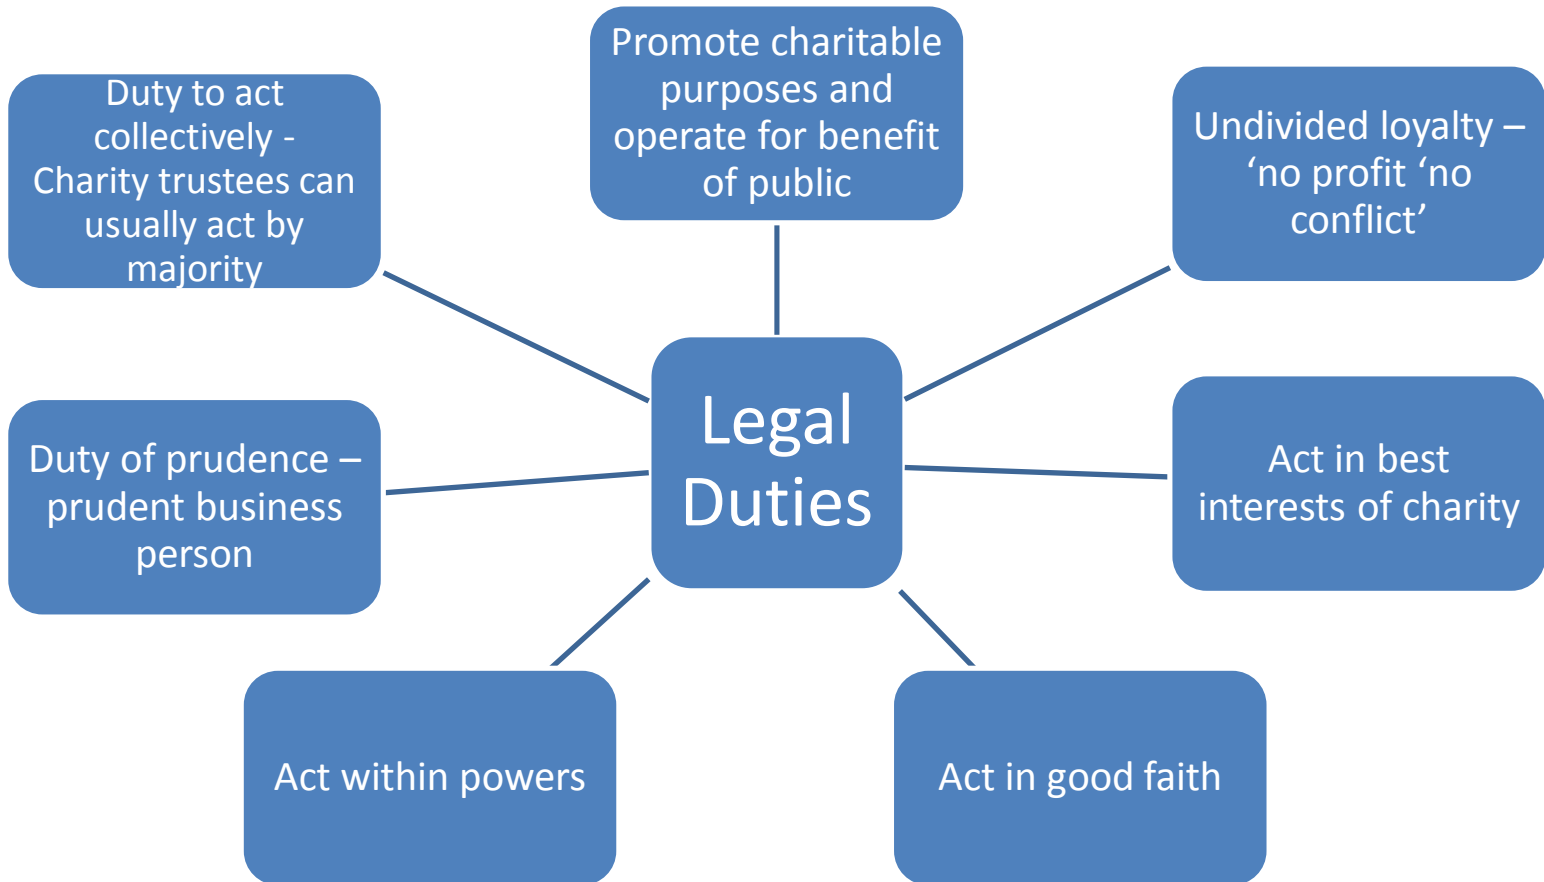 Promote charitable
purposes and
operate for benefit
of public
Duty to act
collectively -
Charity trustees can
usually act by
majority
Undivided loyalty –
‘no profit ‘no
conflict’
Legal
Duties
Duty of prudence –
prudent business
person
Act in best
interests of charity
Act within powers
Act in good faith